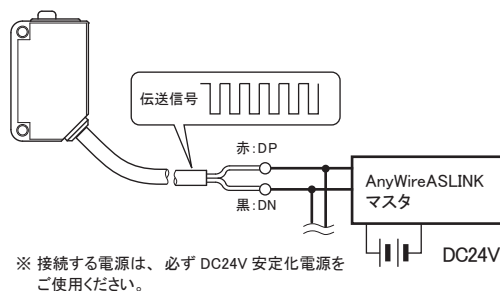 伝送信号
赤:DP
黒:DN
AnyWireASLINK
マスタ
DC24V
※ 接続する電源は、必ず DC24V 安定化電源を
ご使用ください。